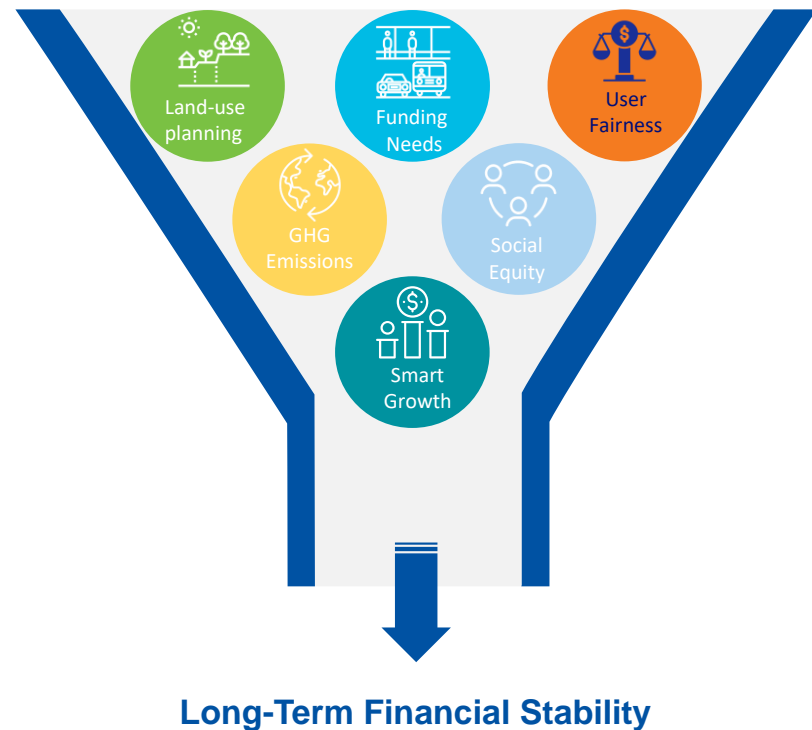 Land-use
planning
Funding
Needs
$
User
Fairness
GHG
Emissions
Social
Equity
$
Smart
Growth
Long-Term Financial Stability